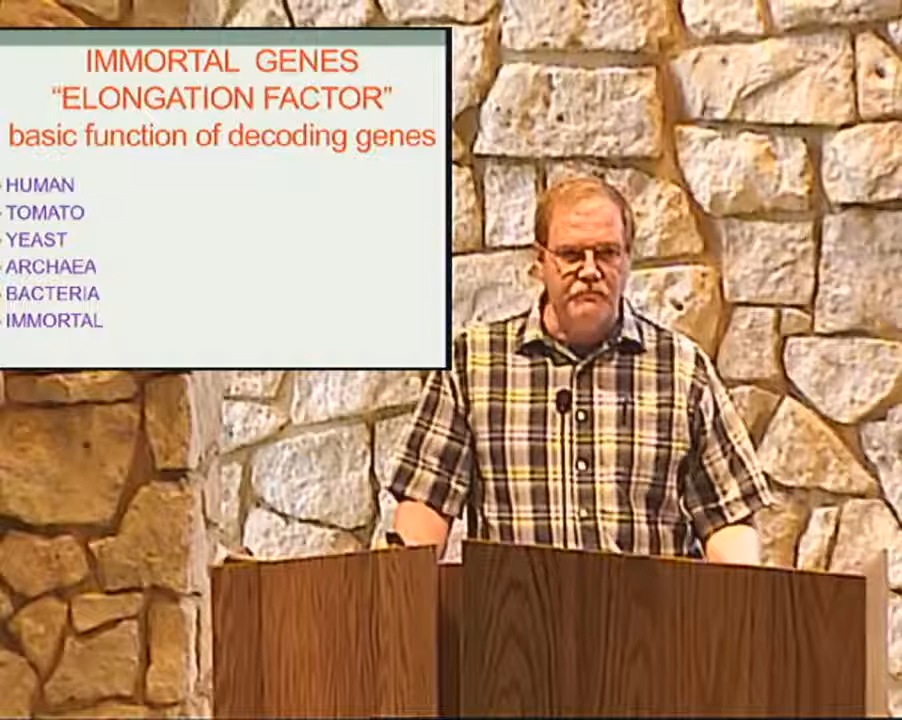 IMMORTAL GENES
“ELONGATION FACTOR”
basic function of decoding genes
HUMAN
TOMATO
YEAST
ARCHAEA
BACTERIA
IMMORTAL